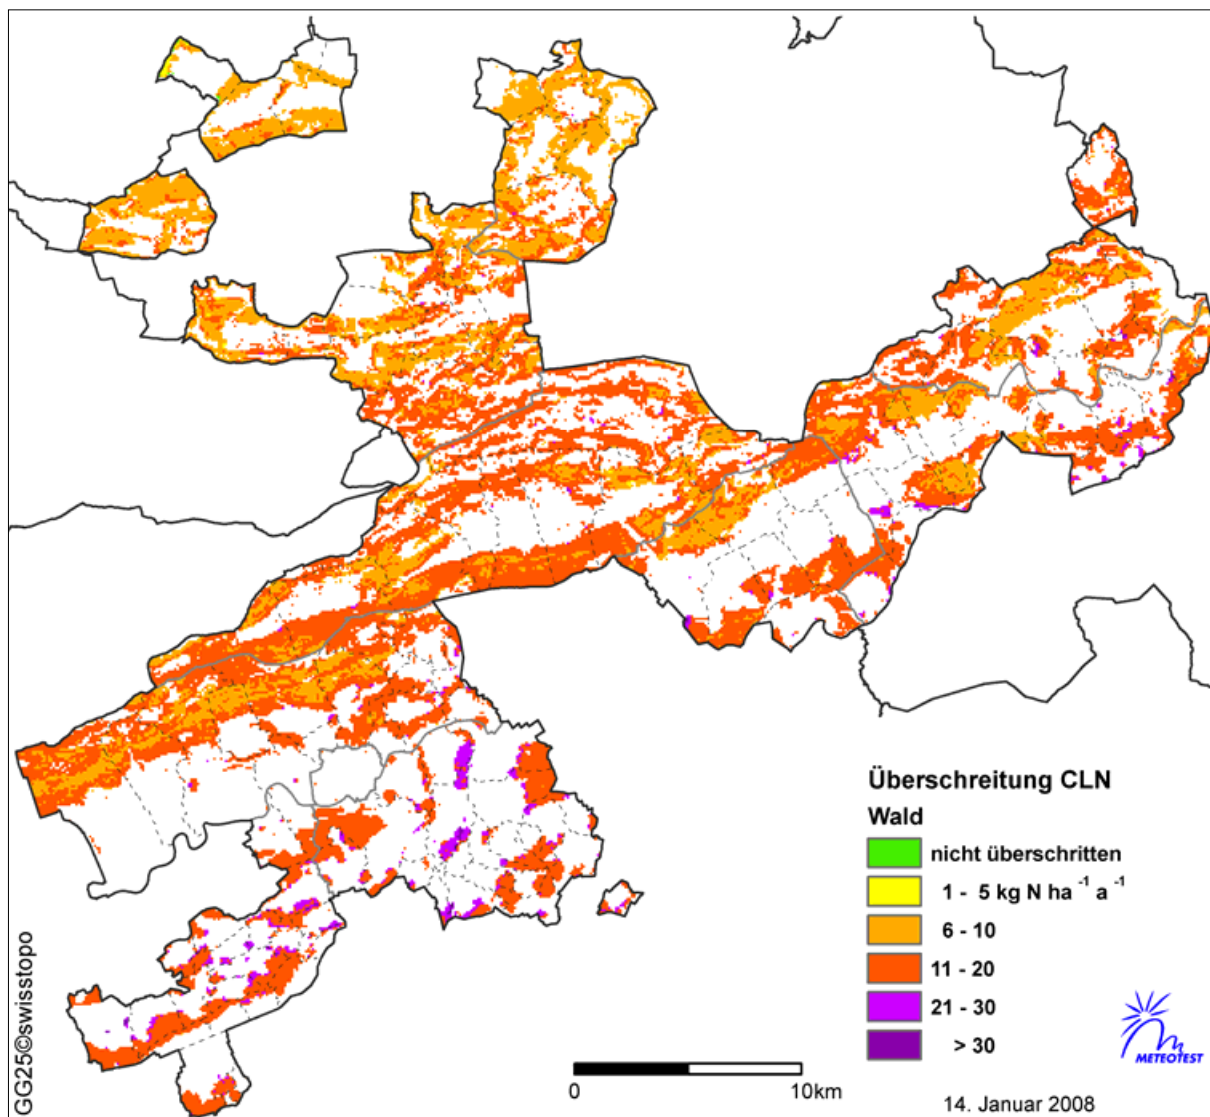 Überschreitung CLN
Wald
nicht überschritten
1 - 5 kg N ha -1 a -1
6 - 10
11 - 20
21 - 30
> 30
METEOTEST
GG25©swisstopo
0 10km
14. Januar 2008